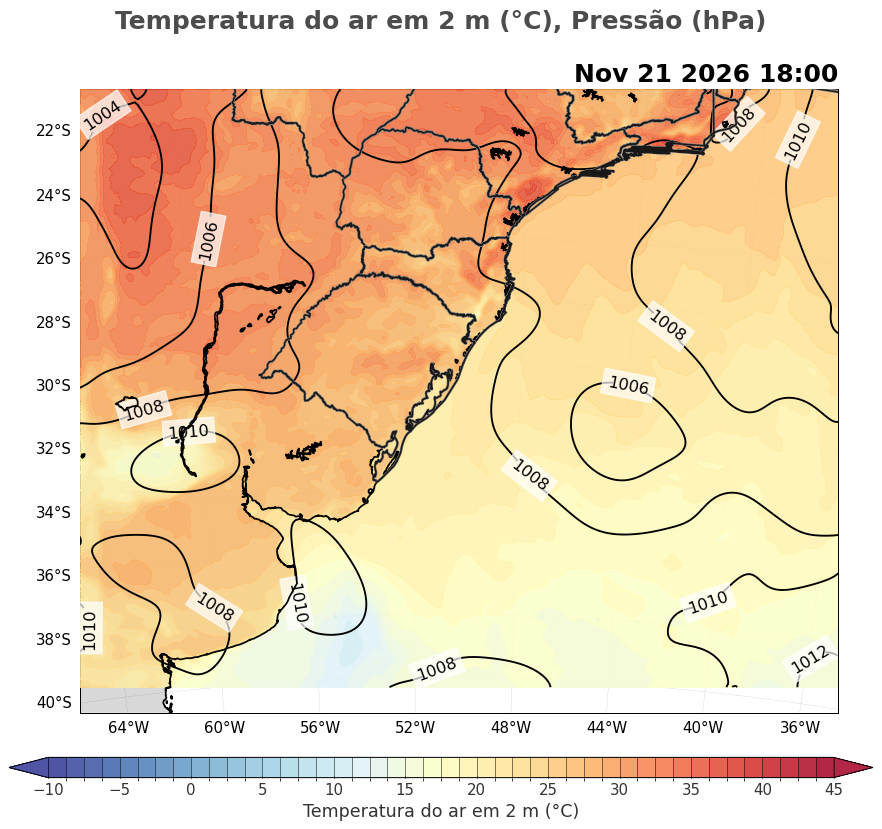 Temperatura do ar em 2 m (°C), Pressão (hPa)
Nov 21 2026 18:00
1004
1008
1010
22°S
24°S
1006
26°S
28°S
1008
30°S
1006
1008
1010
32°S
1008
34°S
36°S
1008
1010
1010
1010
38°S
1008
1012
40°S
64°W 60°W 56°W 52°W 48°W 44°W 40°W 36°W
−10 −5 0 5 10 15 20 25 30 35 40 45
Temperatura do ar em 2 m (°C)